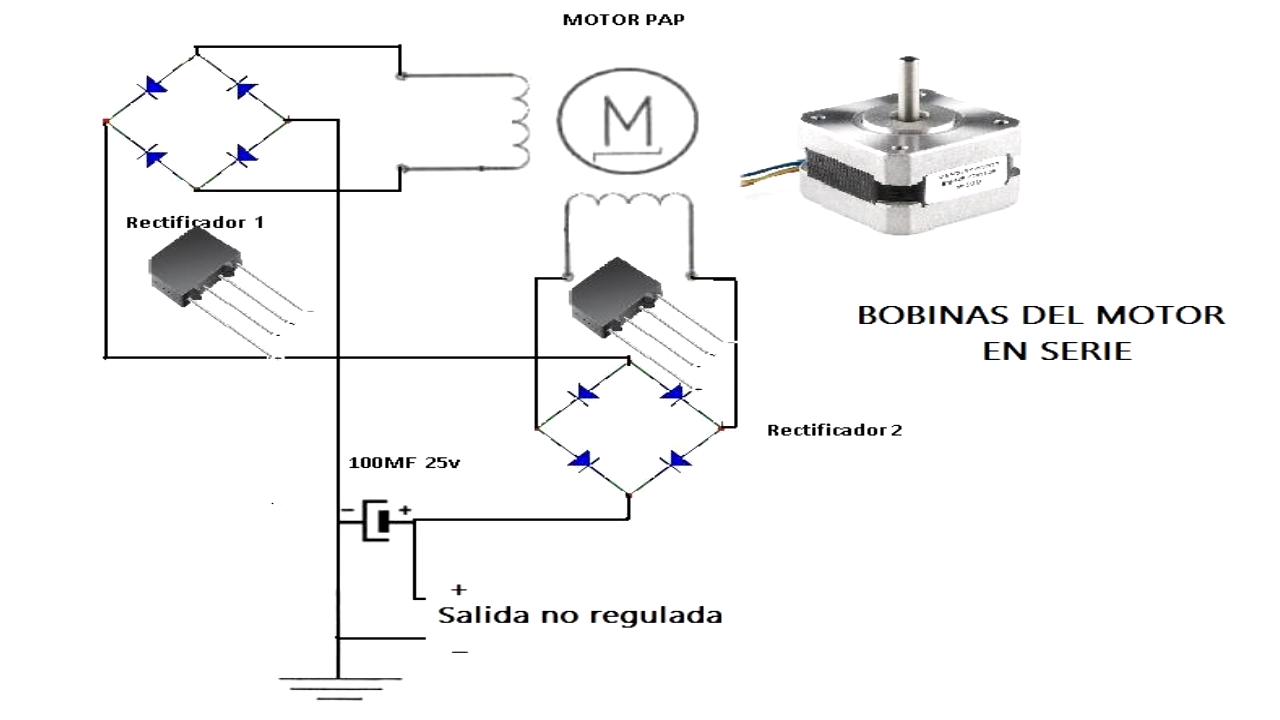 MOTOR PAP
M
Rectificador 1
BOBINAS DEL MOTOR
EN SERIE
Rectificador 2
100MF 25v
− +
+
Salida no regulada
−